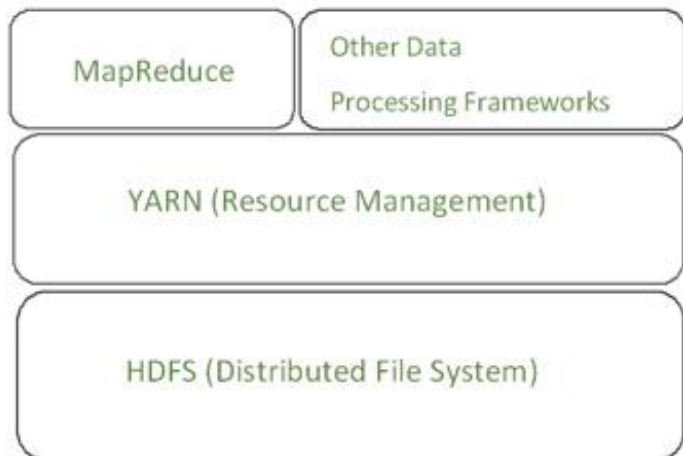 MapReduce
Other Data
Processing Frameworks
YARN (Resource Management)
HDFS (Distributed File System)